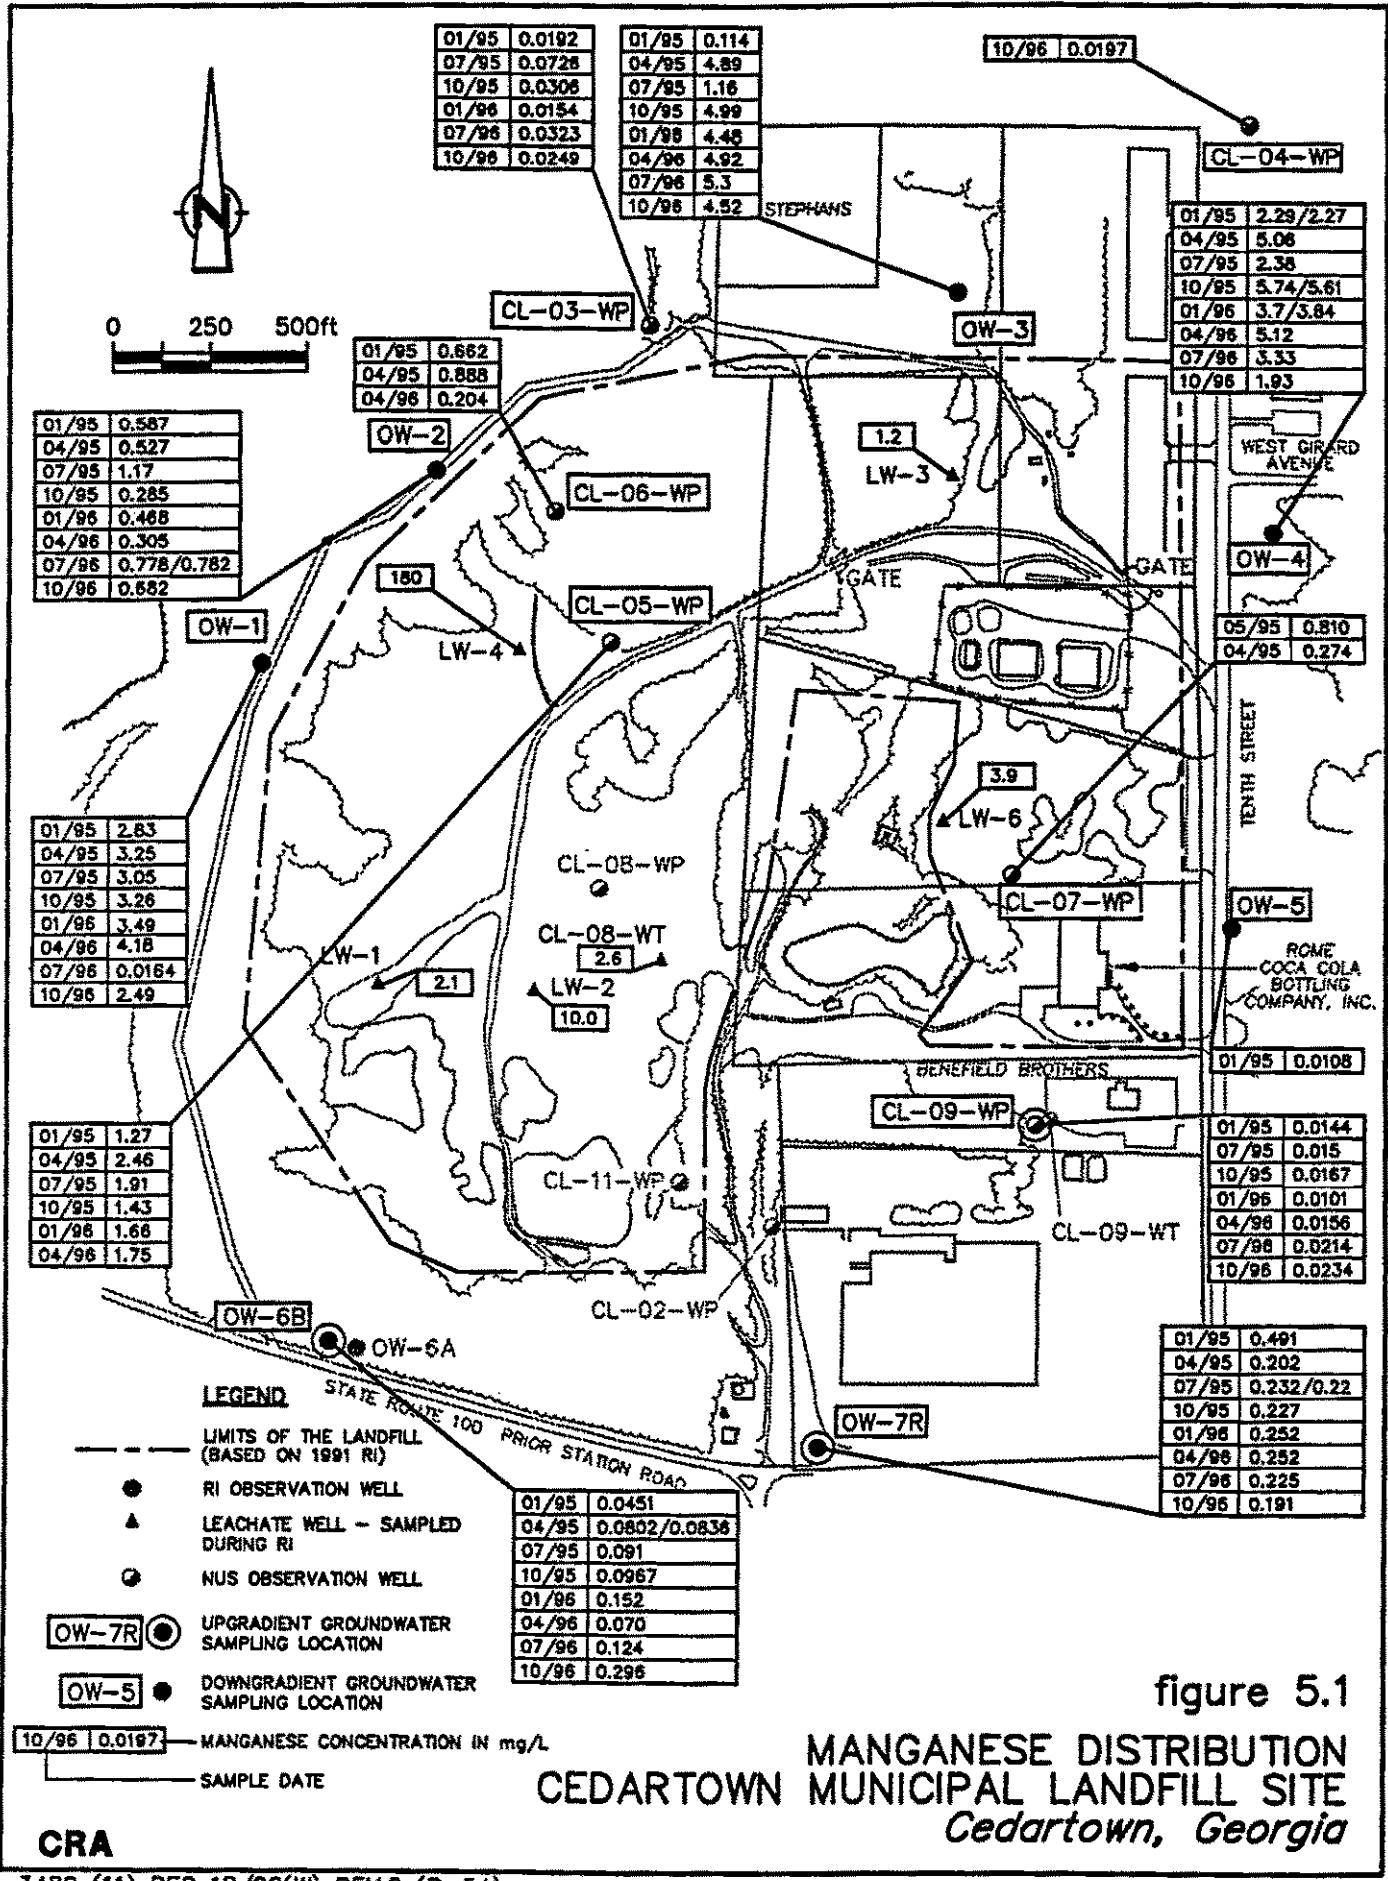 01/95 0.0192
07/95 0.0726
10/95 0.0306
01/96 0.0154
07/96 0.0323
10/96 0.0249
01/95 0.114
04/95 4.89
07/95 1.16
10/95 4.99
01/96 4.46
04/96 4.92
07/96 5.3
10/96 4.52
10/96 0.0197
CL-04-WP
STEPHANS
N
01/95 2.29/2.27
04/95 5.06
07/95 2.38
10/95 5.74/5.61
01/96 3.7/3.84
04/96 5.12
07/96 3.33
10/96 1.93
CL-03-WP
OW-3
0 250 500ft
01/95 0.662
04/95 0.888
04/96 0.204
OW-2
01/95 0.587
04/95 0.527
07/95 1.17
10/95 0.285
01/96 0.468
04/96 0.305
07/96 0.778/0.782
10/96 0.682
1.2
LW-3
WEST GIRARD
AVENUE
CL-06-WP
OW-4
GATE
GATE
180
CL-05-WP
OW-1
LW-4
05/95 0.810
04/95 0.274
TENTH STREET
3.9
LW-6
01/95 2.83
04/95 3.25
07/95 3.05
10/95 3.26
01/96 3.49
04/96 4.18
07/96 0.0164
10/96 2.49
CL-08-WP
CL-07-WP
OW-5
CL-08-WT
2.6
LW-1
2.1
LW-2
10.0
ROME
COCA COLA
BOTTLING
COMPANY, INC.
01/95 0.0108
BENEFIELD BROTHERS
CL-09-WP
01/95 1.27
04/95 2.46
07/95 1.91
10/95 1.43
01/96 1.66
04/96 1.75
01/95 0.0144
07/95 0.015
10/95 0.0167
01/96 0.0101
04/96 0.0156
07/96 0.0214
10/96 0.0234
CL-11-WP
CL-09-WT
CL-02-WP
OW-6B
OW-6A
01/95 0.491
04/95 0.202
07/95 0.232/0.22
10/95 0.227
01/96 0.252
04/96 0.252
07/96 0.225
10/96 0.191
OW-7R
STATE ROUTE 100 PRIOR STATION ROAD
LEGEND
LIMITS OF THE LANDFILL
(BASED ON 1991 RI)
RI OBSERVATION WELL
LEACHATE WELL - SAMPLED
DURING RI
NUS OBSERVATION WELL
OW-7R UPGRADIENT GROUNDWATER
SAMPLING LOCATION
OW-5 DOWNGRADIENT GROUNDWATER
SAMPLING LOCATION
10/96 0.0197 MANGANESE CONCENTRATION IN mg/L
SAMPLE DATE
01/95 0.0451
04/95 0.0802/0.0836
07/95 0.091
10/95 0.0967
01/96 0.152
04/96 0.070
07/96 0.124
10/96 0.296
figure 5.1
MANGANESE DISTRIBUTION
CEDARTOWN MUNICIPAL LANDFILL SITE
Cedartown, Georgia
CRA